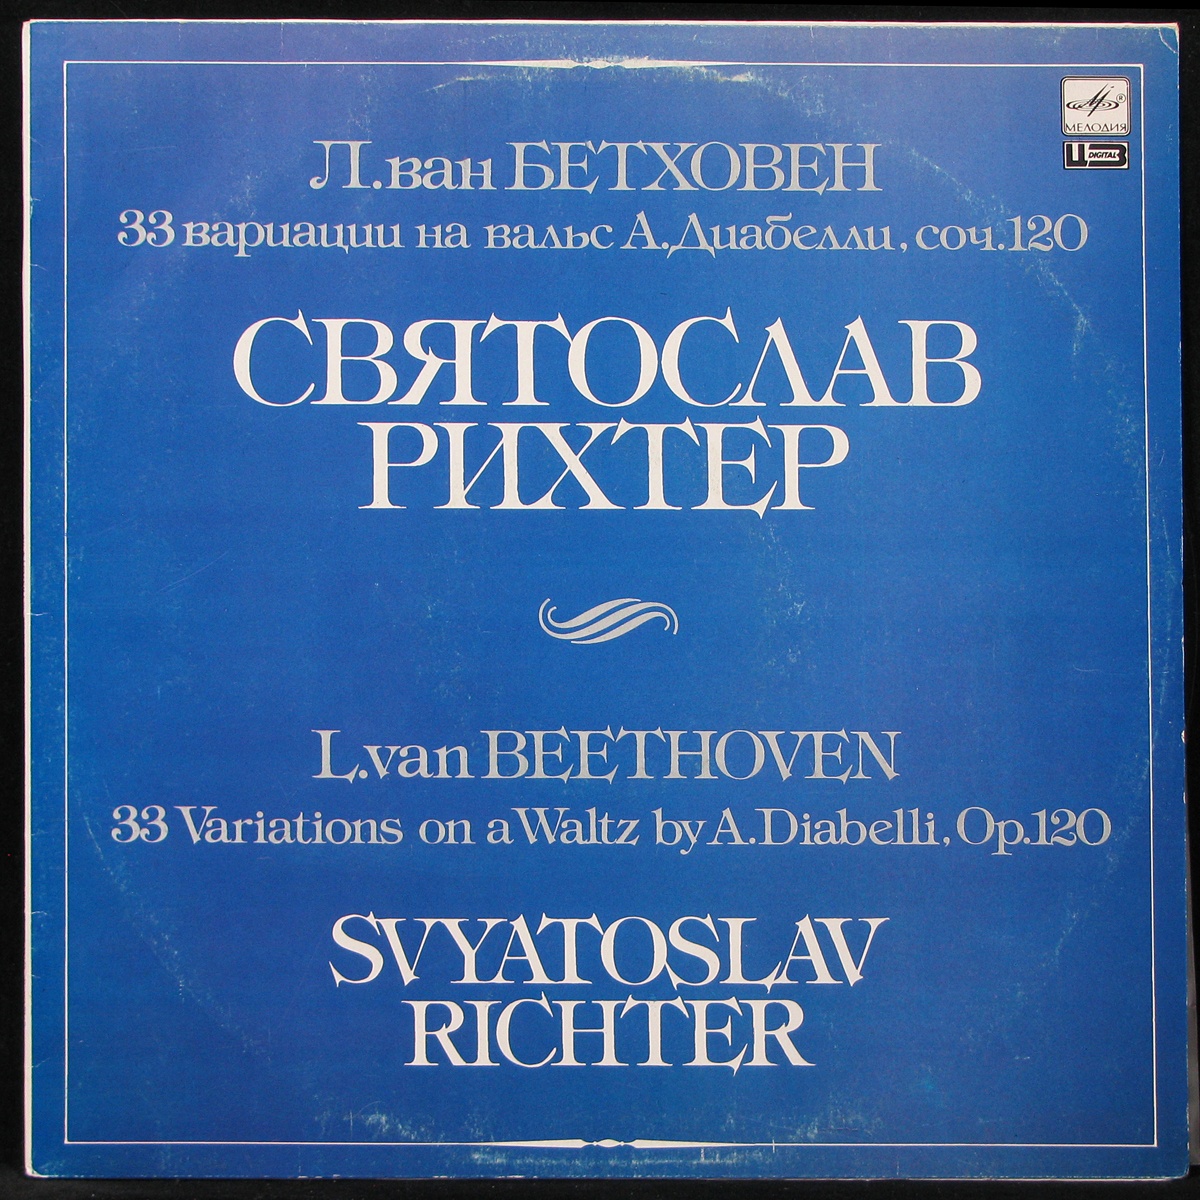 МЕЛОДИЯ
ЦЗ DIGITAL
Л.ван БЕТХОВЕН
33 вариации на вальс А.Диабелли, соч.120
СВЯТОСЛАВ
РИХТЕР
L.van BEETHOVEN
33 Variations on a Waltz by A.Diabelli, Op.120
SVYATOSLAV
RICHTER